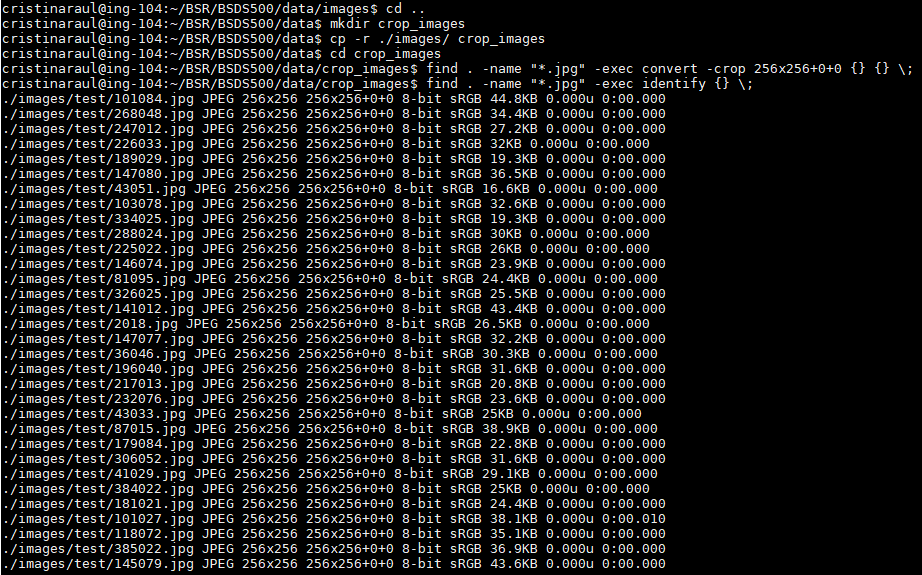 cristinaraul@ing-104:~/BSR/BSDS500/data/images$ cd ..
cristinaraul@ing-104:~/BSR/BSDS500/data$ mkdir crop_images
cristinaraul@ing-104:~/BSR/BSDS500/data$ cp -r ./images/ crop_images
cristinaraul@ing-104:~/BSR/BSDS500/data$ cd crop_images
cristinaraul@ing-104:~/BSR/BSDS500/data/crop_images$ find . -name "*.jpg" -exec convert -crop 256x256+0+0 {} {} \;
cristinaraul@ing-104:~/BSR/BSDS500/data/crop_images$ find . -name "*.jpg" -exec identify {} \;
./images/test/101084.jpg JPEG 256x256 256x256+0+0 8-bit sRGB 44.8KB 0.000u 0:00.000
./images/test/268048.jpg JPEG 256x256 256x256+0+0 8-bit sRGB 34.4KB 0.000u 0:00.000
./images/test/247012.jpg JPEG 256x256 256x256+0+0 8-bit sRGB 27.2KB 0.000u 0:00.000
./images/test/226033.jpg JPEG 256x256 256x256+0+0 8-bit sRGB 32KB 0.000u 0:00.000
./images/test/189029.jpg JPEG 256x256 256x256+0+0 8-bit sRGB 19.3KB 0.000u 0:00.000
./images/test/147080.jpg JPEG 256x256 256x256+0+0 8-bit sRGB 36.5KB 0.000u 0:00.000
./images/test/43051.jpg JPEG 256x256 256x256+0+0 8-bit sRGB 16.6KB 0.000u 0:00.000
./images/test/103078.jpg JPEG 256x256 256x256+0+0 8-bit sRGB 32.6KB 0.000u 0:00.000
./images/test/334025.jpg JPEG 256x256 256x256+0+0 8-bit sRGB 19.3KB 0.000u 0:00.000
./images/test/288024.jpg JPEG 256x256 256x256+0+0 8-bit sRGB 30KB 0.000u 0:00.000
./images/test/225022.jpg JPEG 256x256 256x256+0+0 8-bit sRGB 26KB 0.000u 0:00.000
./images/test/146074.jpg JPEG 256x256 256x256+0+0 8-bit sRGB 23.9KB 0.000u 0:00.000
./images/test/81095.jpg JPEG 256x256 256x256+0+0 8-bit sRGB 24.4KB 0.000u 0:00.000
./images/test/326025.jpg JPEG 256x256 256x256+0+0 8-bit sRGB 25.5KB 0.000u 0:00.000
./images/test/141012.jpg JPEG 256x256 256x256+0+0 8-bit sRGB 43.4KB 0.000u 0:00.000
./images/test/2018.jpg JPEG 256x256 256x256+0+0 8-bit sRGB 26.5KB 0.000u 0:00.000
./images/test/147077.jpg JPEG 256x256 256x256+0+0 8-bit sRGB 32.2KB 0.000u 0:00.000
./images/test/36046.jpg JPEG 256x256 256x256+0+0 8-bit sRGB 30.3KB 0.000u 0:00.000
./images/test/196040.jpg JPEG 256x256 256x256+0+0 8-bit sRGB 31.6KB 0.000u 0:00.000
./images/test/217013.jpg JPEG 256x256 256x256+0+0 8-bit sRGB 20.8KB 0.000u 0:00.000
./images/test/232076.jpg JPEG 256x256 256x256+0+0 8-bit sRGB 23.6KB 0.000u 0:00.000
./images/test/43033.jpg JPEG 256x256 256x256+0+0 8-bit sRGB 25KB 0.000u 0:00.000
./images/test/87015.jpg JPEG 256x256 256x256+0+0 8-bit sRGB 38.9KB 0.000u 0:00.000
./images/test/179084.jpg JPEG 256x256 256x256+0+0 8-bit sRGB 22.8KB 0.000u 0:00.000
./images/test/306052.jpg JPEG 256x256 256x256+0+0 8-bit sRGB 31.6KB 0.000u 0:00.000
./images/test/41029.jpg JPEG 256x256 256x256+0+0 8-bit sRGB 29.1KB 0.000u 0:00.000
./images/test/384022.jpg JPEG 256x256 256x256+0+0 8-bit sRGB 25KB 0.000u 0:00.000
./images/test/181021.jpg JPEG 256x256 256x256+0+0 8-bit sRGB 24.4KB 0.000u 0:00.000
./images/test/101027.jpg JPEG 256x256 256x256+0+0 8-bit sRGB 38.1KB 0.000u 0:00.010
./images/test/118072.jpg JPEG 256x256 256x256+0+0 8-bit sRGB 35.1KB 0.000u 0:00.000
./images/test/385022.jpg JPEG 256x256 256x256+0+0 8-bit sRGB 36.9KB 0.000u 0:00.000
./images/test/145079.jpg JPEG 256x256 256x256+0+0 8-bit sRGB 43.6KB 0.000u 0:00.000